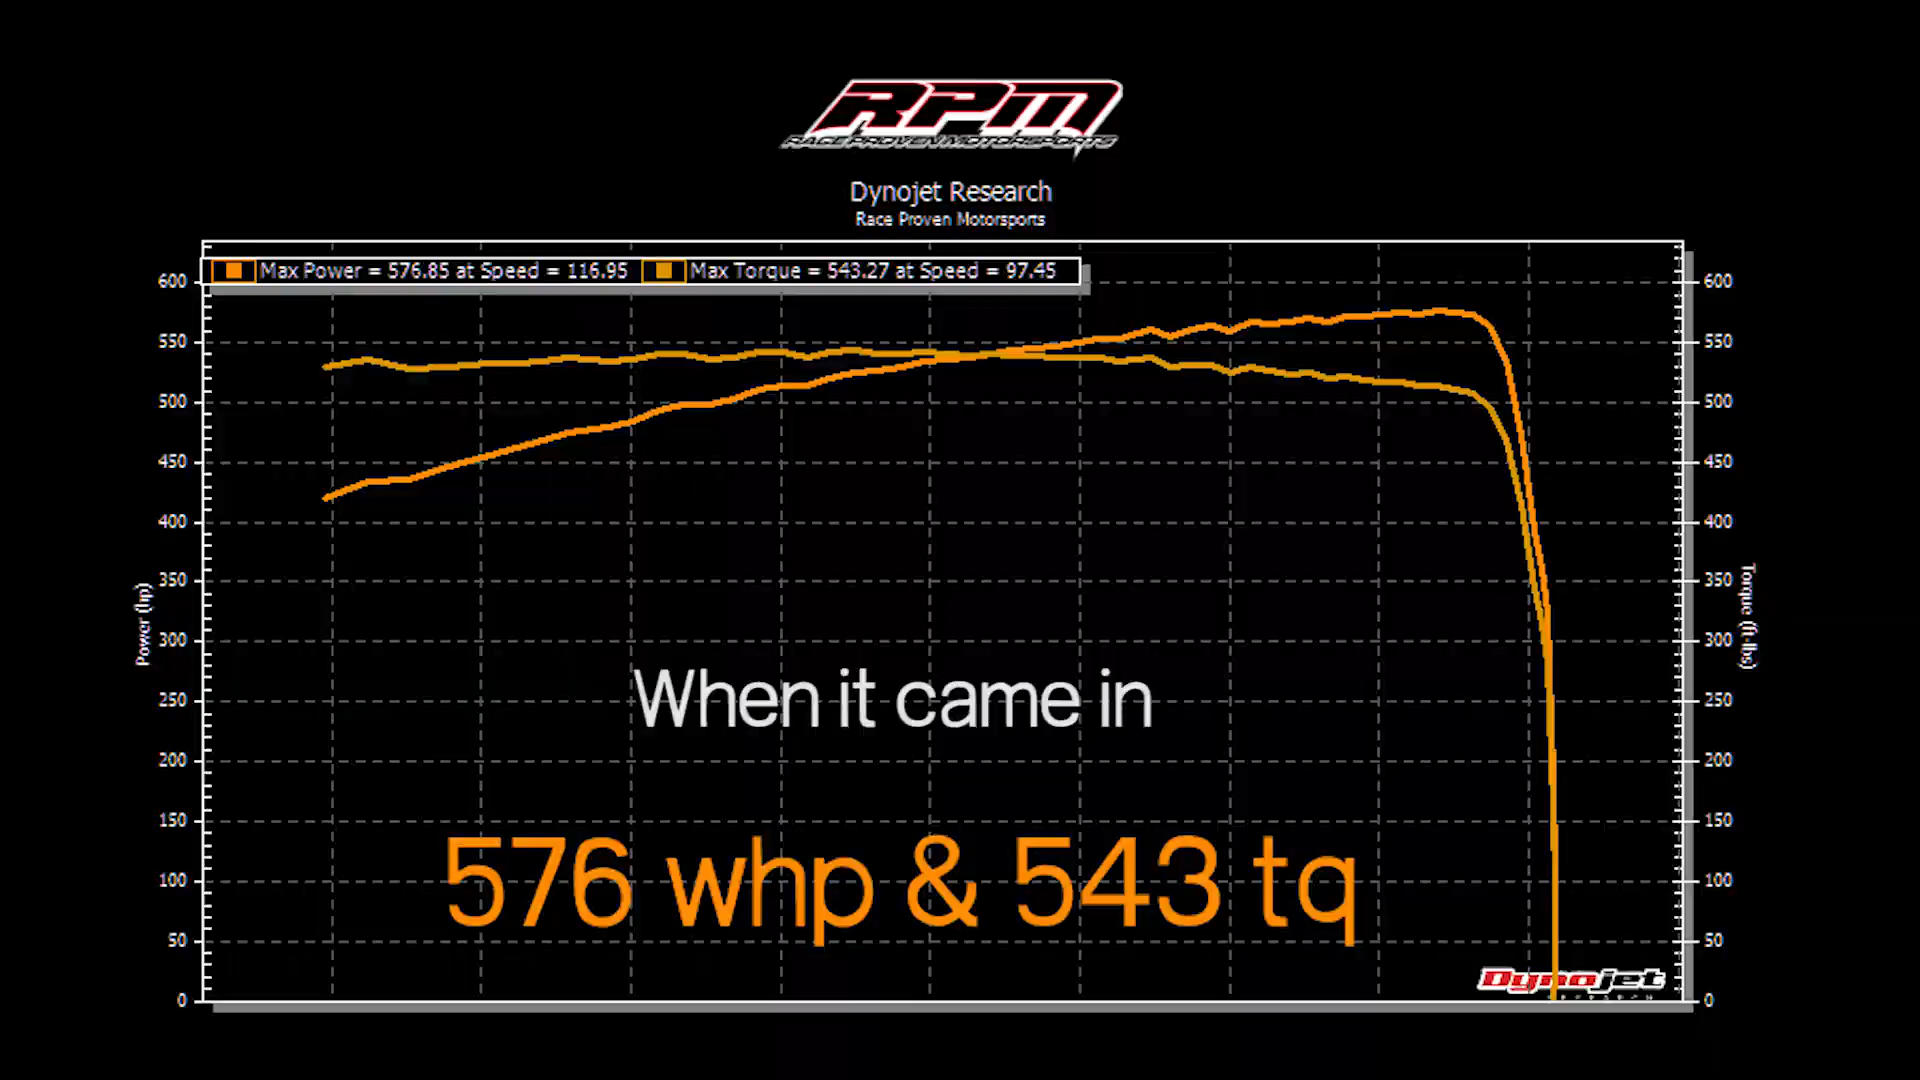 RPM
RACE PROVEN MOTORSPORTS
Dynojet Research
Race Proven Motorsports
Max Power = 576.85 at Speed = 116.95 Max Torque = 543.27 at Speed = 97.45
600 600
550 550
500 500
450 450
400 400
350 350
300 300
250 250
200 200
150 150
100 100
50 50
0 0
Power (hp)
Torque (ft-lbs)
When it came in
576 whp & 543 tq
Dynojet
RESEARCH